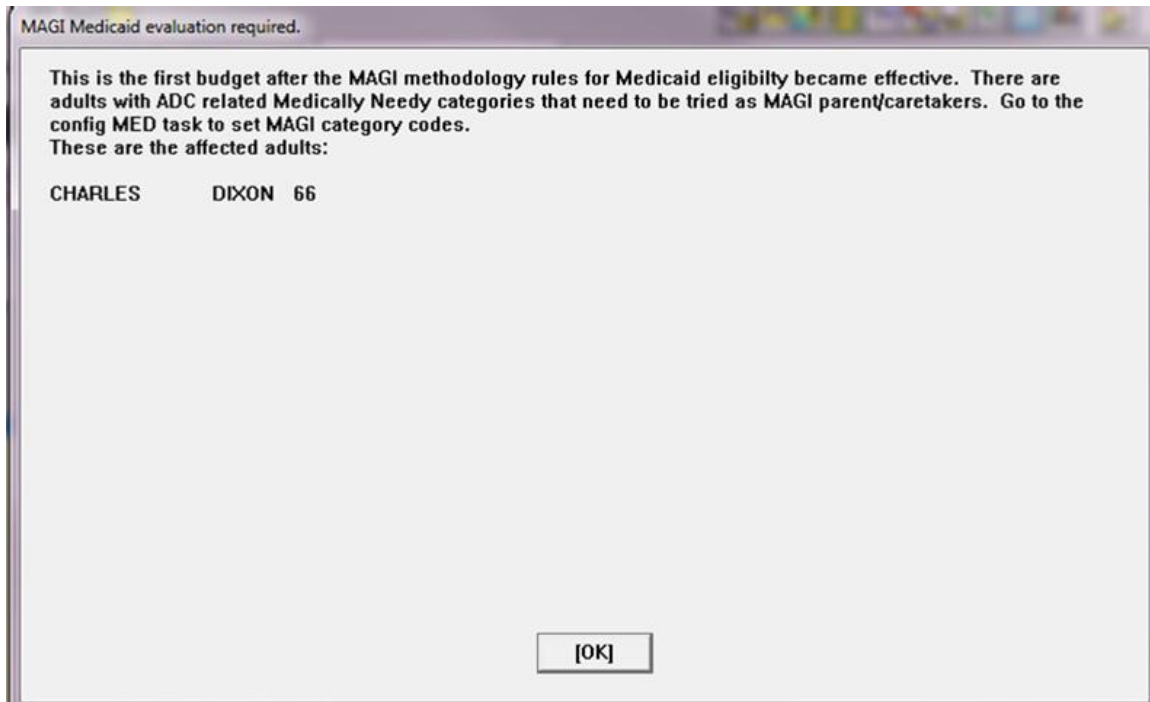 MAGI Medicaid evaluation required.
This is the first budget after the MAGI methodology rules for Medicaid eligibilty became effective. There are
adults with ADC related Medically Needy categories that need to be tried as MAGI parent/caretakers. Go to the
config MED task to set MAGI category codes.
These are the affected adults:
CHARLES DIXON 66
[OK]